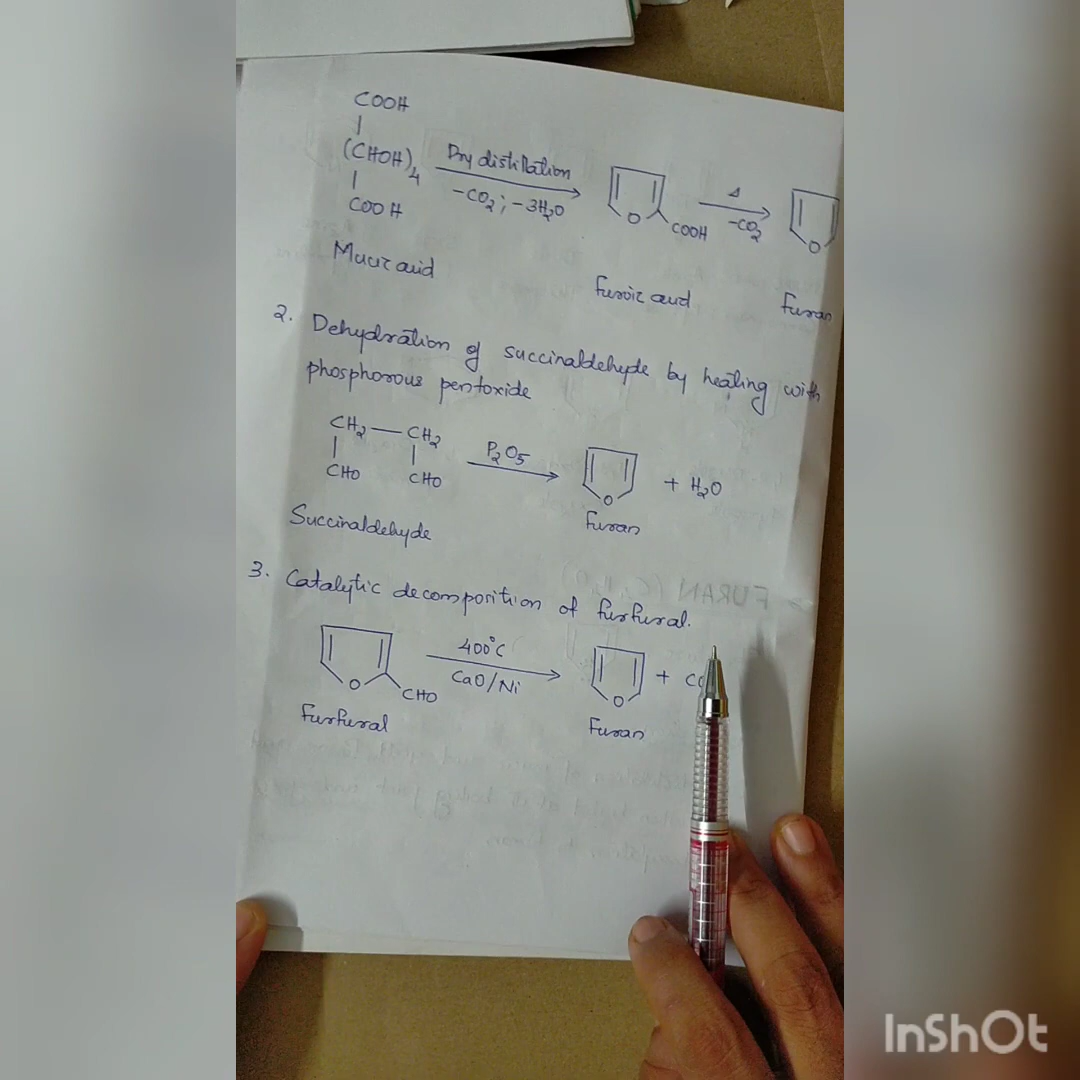 COOH
|
(CHOH)4 Dry distillation -CO2; -3H2O O COOH Δ -CO2 O
|
COOH
Mucic acid Furoic acid Furan
2. Dehydration of succinaldehyde by heating with
phosphorous pentoxide
CH2 — CH2 P2O5 O + H2O
| |
CHO CHO
Succinaldehyde Furan
3. Catalytic decomposition of furfural.
O CHO 400°C CaO/Ni O +
Furfural Furan
FURAN
InShOt